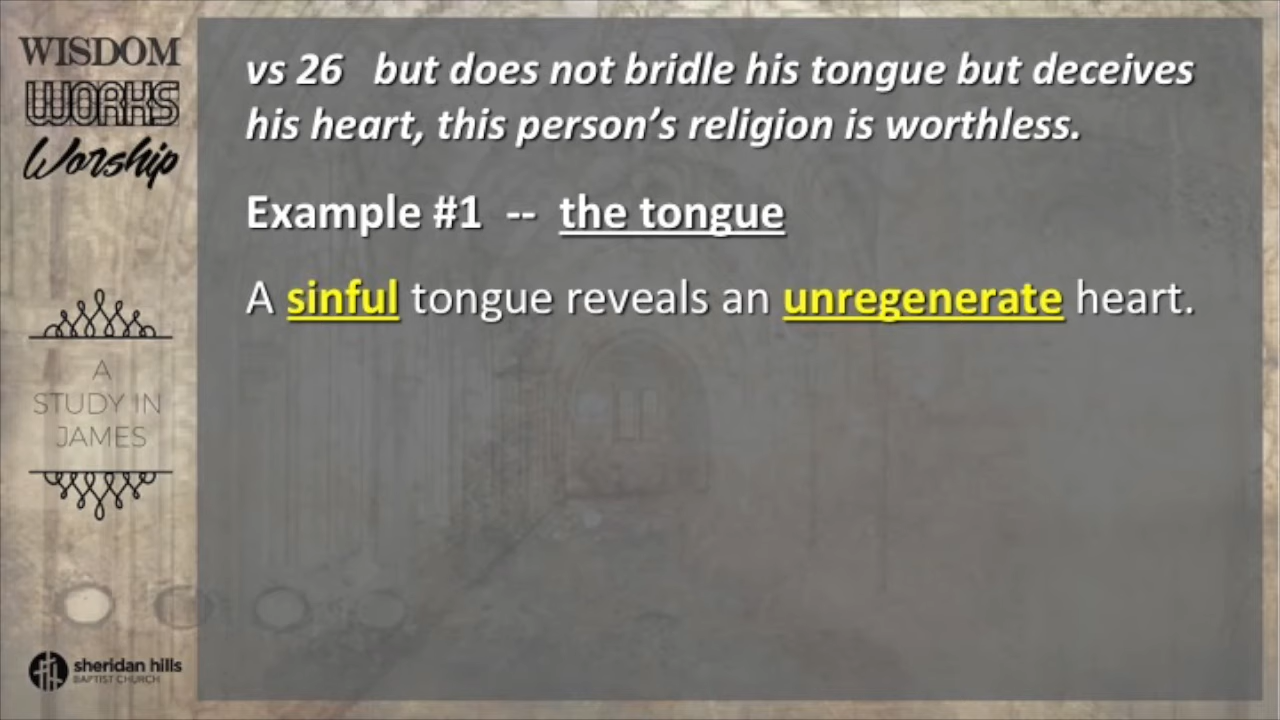 WISDOM
WORKS
Worship
A
STUDY IN
JAMES
sheridan hills
BAPTIST CHURCH
vs 26 but does not bridle his tongue but deceives
his heart, this person’s religion is worthless.
Example #1 -- the tongue
A sinful tongue reveals an unregenerate heart.